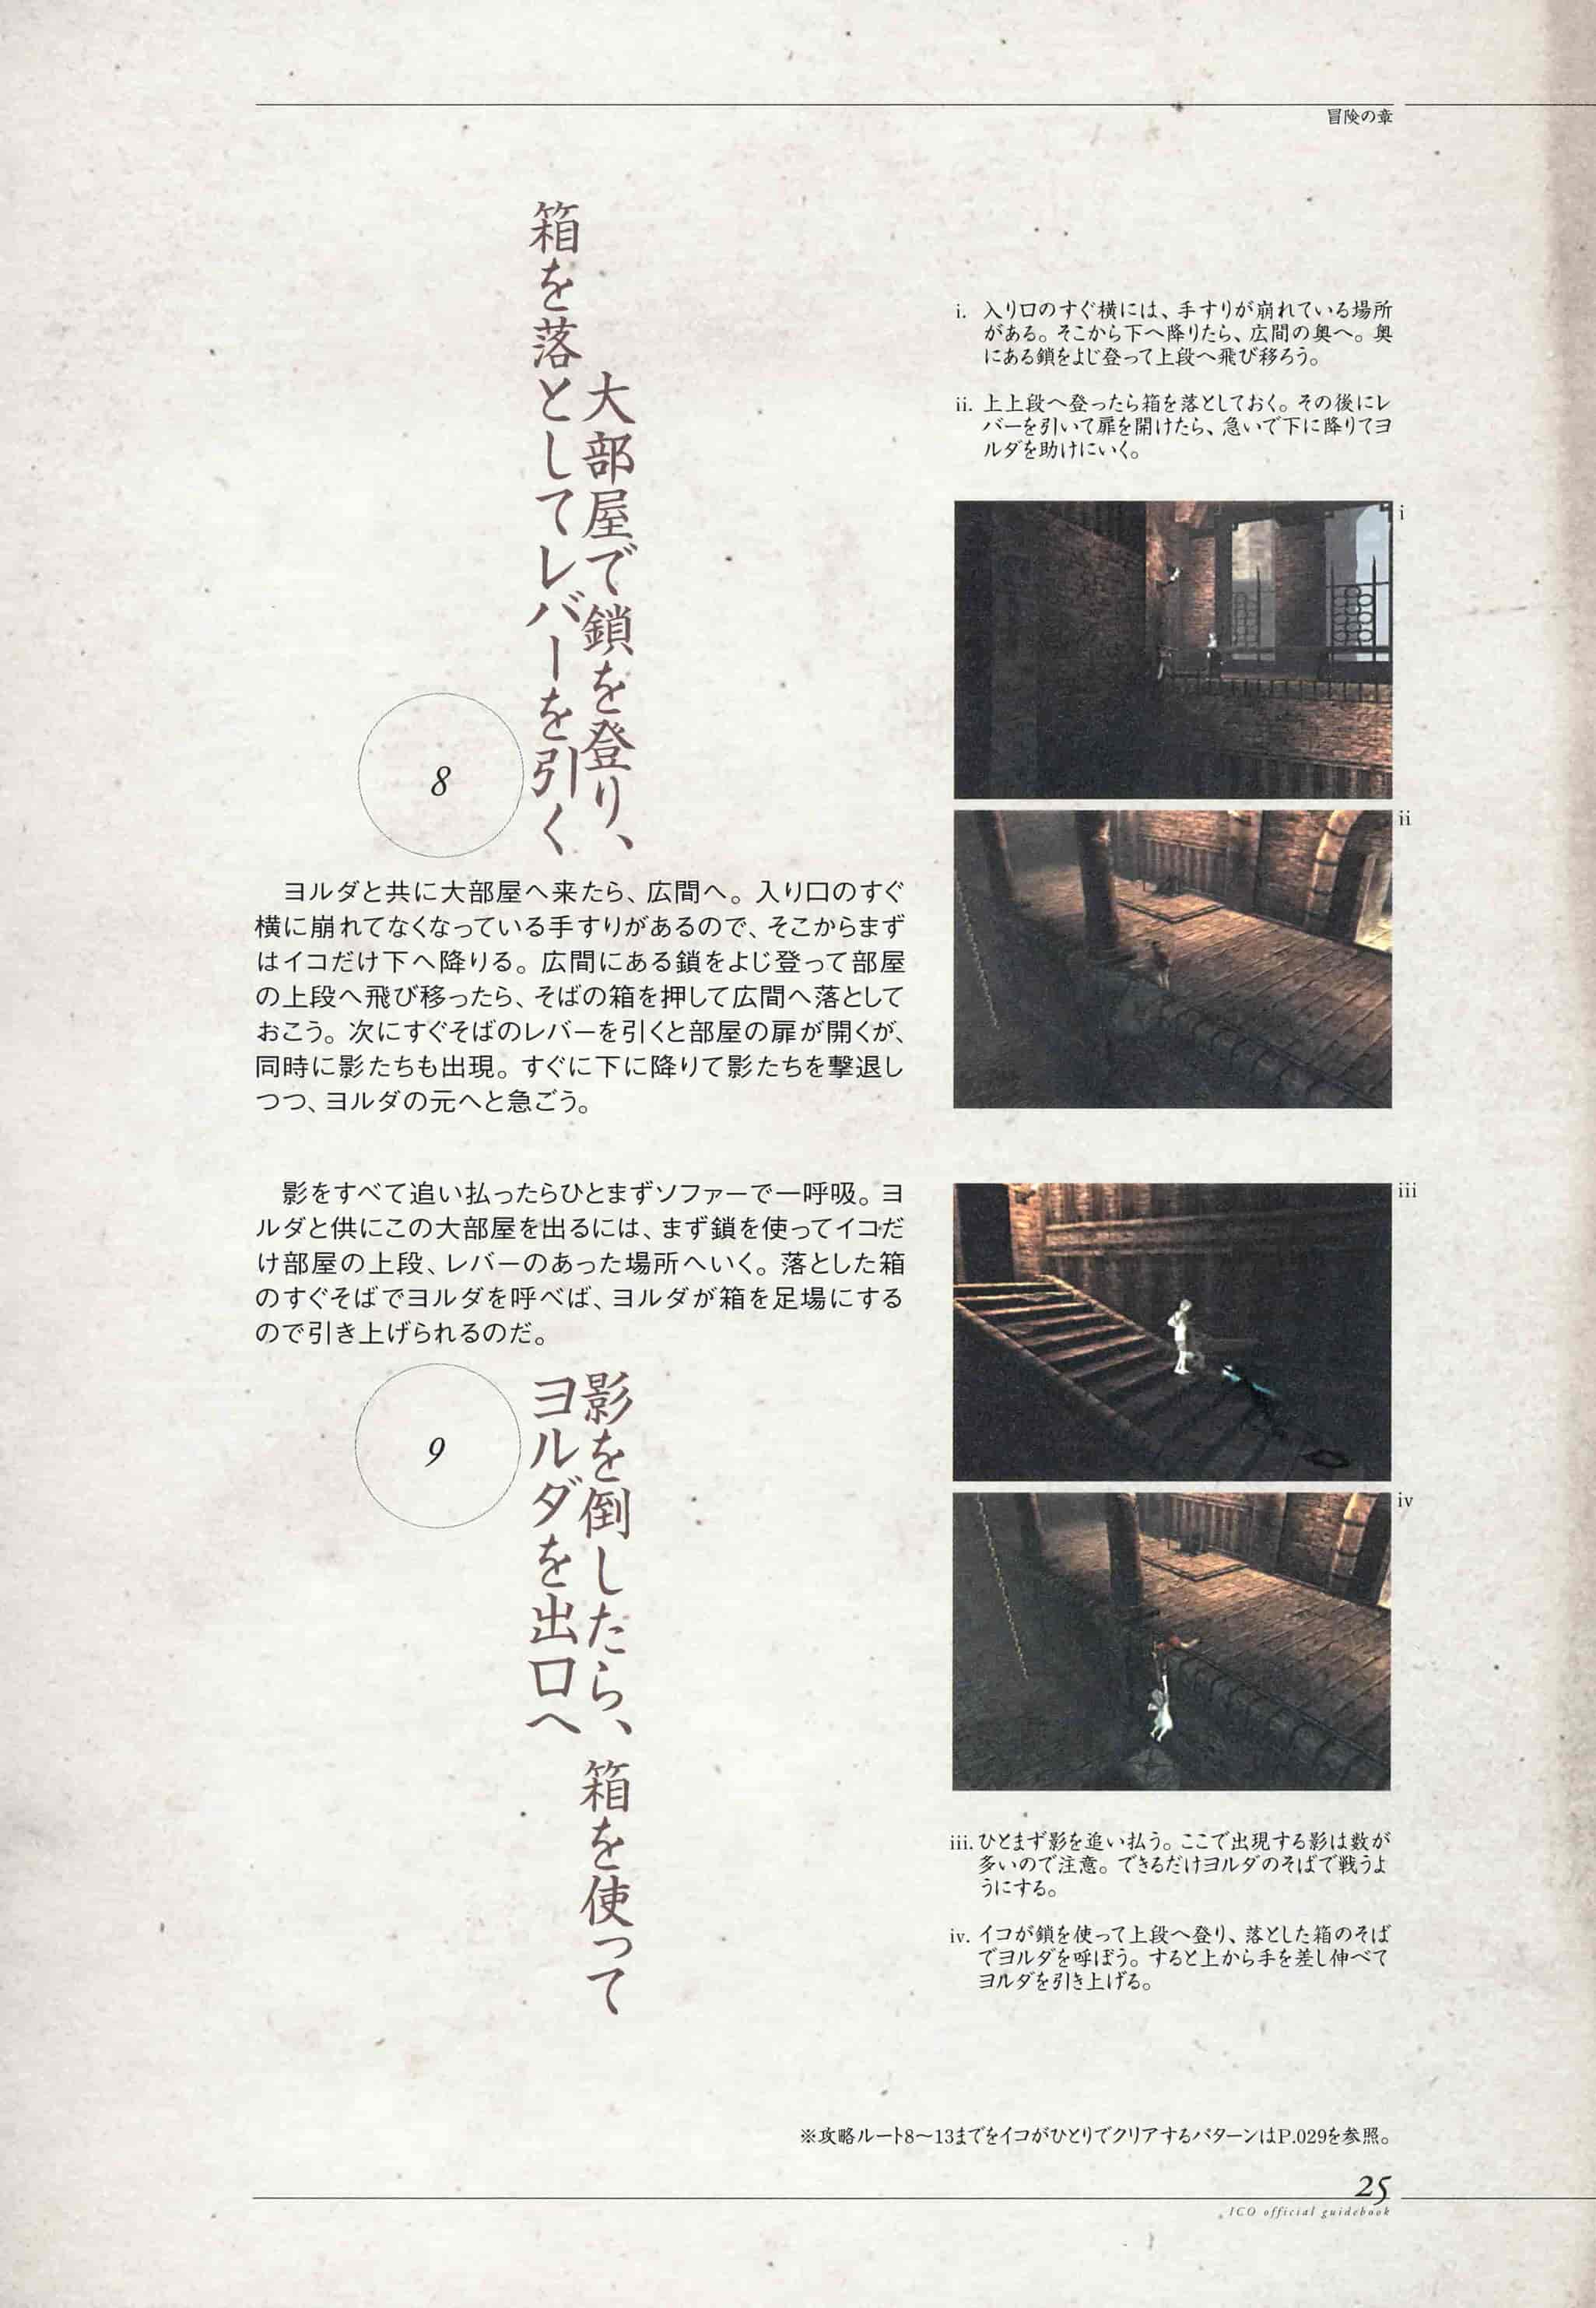 冒険の章
大部屋で鎖を登り、
箱を落としてレバーを引く
8
ヨルダと共に大部屋へ来たら、広間へ。入り口のすぐ
横に崩れてなくなっている手すりがあるので、そこからまず
はイコだけ下へ降りる。広間にある鎖をよじ登って部屋
の上段へ飛び移ったら、そばの箱を押して広間へ落として
おこう。次にすぐそばのレバーを引くと部屋の扉が開くが、
同時に影たちも出現。すぐに下に降りて影たちを撃退し
つつ、ヨルダの元へと急ごう。
i. 入り口のすぐ横には、手すりが崩れている場所
がある。そこから下へ降りたら、広間の奥へ。奥
にある鎖をよじ登って上段へ飛び移ろう。
ii. 上上段へ登ったら箱を落としておく。その後にレ
バーを引いて扉を開けたら、急いで下に降りてヨ
ルダを助けにいく。
i
ii
影をすべて追い払ったらひとまずソファーで一呼吸。ヨ
ルダと供にこの大部屋を出るには、まず鎖を使ってイコだ
け部屋の上段、レバーのあった場所へいく。落とした箱
のすぐそばでヨルダを呼べば、ヨルダが箱を足場にする
ので引き上げられるのだ。
9
影を倒したら、箱を使って
ヨルダを出口へ
iii
iv
iii. ひとまず影を追い払う。ここで出現する影は数が
多いので注意。できるだけヨルダのそばで戦うよ
うにする。
iv. イコが鎖を使って上段へ登り、落とした箱のそば
でヨルダを呼ぼう。すると上から手を差し伸べて
ヨルダを引き上げる。
※攻略ルート8〜13までをイコがひとりでクリアするパターンはP.029を参照。
25
ICO official guidebook